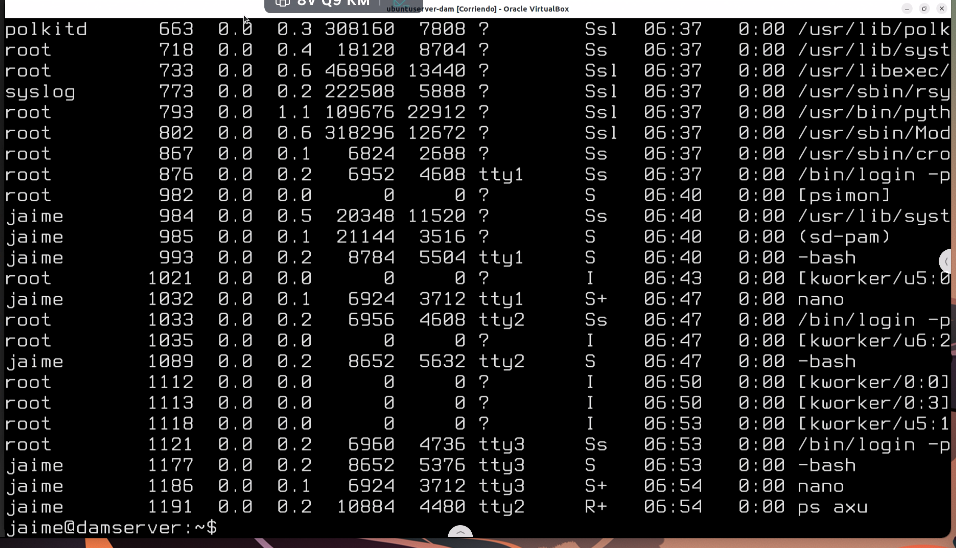 8V Q9 KM
ubuntuserver-dam [Corriendo] - Oracle VirtualBox
polkitd 663 0.0 0.3 308160 7808 ? Ssl 06:37 0:00 /usr/lib/polk
root 718 0.0 0.4 18120 8704 ? Ss 06:37 0:00 /usr/lib/syst
root 733 0.0 0.6 468960 13440 ? Ssl 06:37 0:00 /usr/libexec/
syslog 773 0.0 0.2 222508 5888 ? Ssl 06:37 0:00 /usr/sbin/rsy
root 793 0.0 1.1 109676 22912 ? Ssl 06:37 0:00 /usr/bin/pyth
root 802 0.0 0.6 318296 12672 ? Ssl 06:37 0:00 /usr/sbin/Mod
root 867 0.0 0.1 6824 2688 ? Ss 06:37 0:00 /usr/sbin/cro
root 876 0.0 0.2 6952 4608 tty1 Ss 06:37 0:00 /bin/login -p
root 982 0.0 0.0 0 0 ? S 06:40 0:00 [psimon]
jaime 984 0.0 0.5 20348 11520 ? Ss 06:40 0:00 /usr/lib/syst
jaime 985 0.0 0.1 21144 3516 ? S 06:40 0:00 (sd-pam)
jaime 993 0.0 0.2 8784 5504 tty1 S 06:40 0:00 -bash
root 1021 0.0 0.0 0 0 ? I 06:43 0:00 [kworker/u5:0
jaime 1032 0.0 0.1 6924 3712 tty1 S+ 06:47 0:00 nano
root 1033 0.0 0.2 6956 4608 tty2 Ss 06:47 0:00 /bin/login -p
root 1035 0.0 0.0 0 0 ? I 06:47 0:00 [kworker/u6:2
jaime 1089 0.0 0.2 8652 5632 tty2 S 06:47 0:00 -bash
root 1112 0.0 0.0 0 0 ? I 06:50 0:00 [kworker/0:0]
root 1113 0.0 0.0 0 0 ? I 06:50 0:00 [kworker/0:3]
root 1118 0.0 0.0 0 0 ? I 06:53 0:00 [kworker/u5:1
root 1121 0.0 0.2 6960 4736 tty3 Ss 06:53 0:00 /bin/login -p
jaime 1177 0.0 0.2 8652 5376 tty3 S 06:53 0:00 -bash
jaime 1186 0.0 0.1 6924 3712 tty3 S+ 06:54 0:00 nano
jaime 1191 0.0 0.2 10884 4480 tty2 R+ 06:54 0:00 ps axu
jaime@damserver:~$